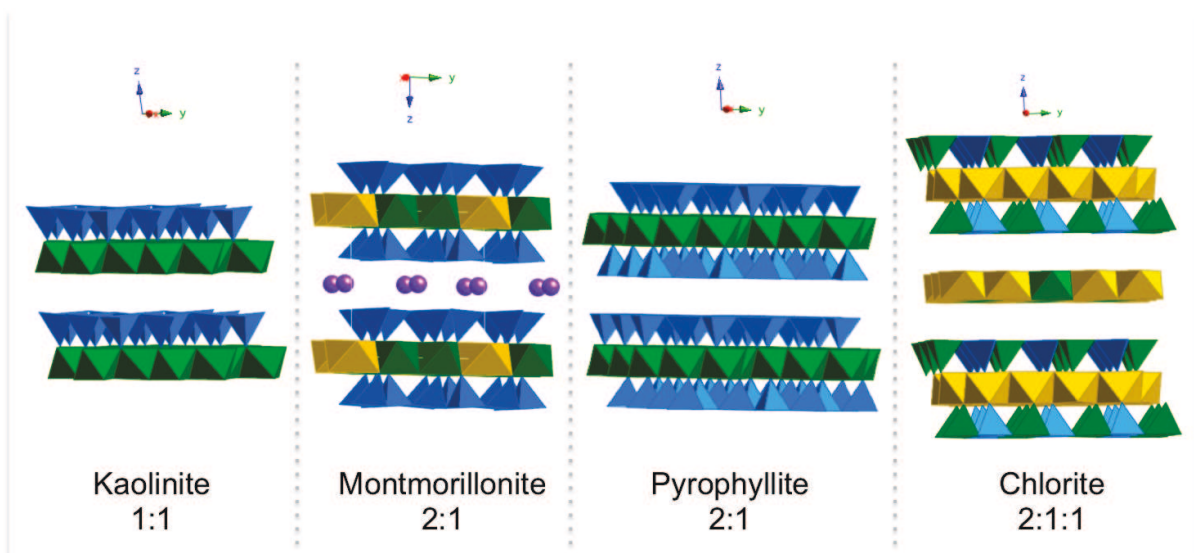 z
y
y
z
z
y
z
y
Kaolinite
1:1
Montmorillonite
2:1
Pyrophyllite
2:1
Chlorite
2:1:1